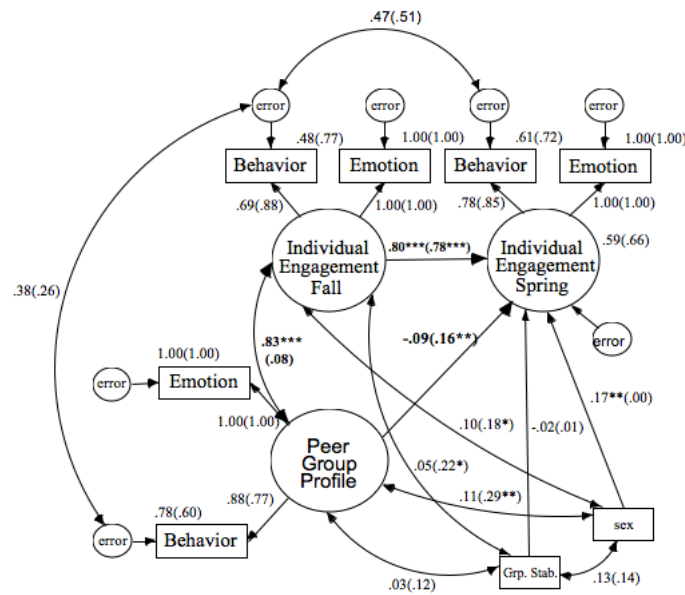 .47(.51)
error
error
error
error
.48(.77)
1.00(1.00)
.61(.72)
1.00(1.00)
Behavior
Emotion
Behavior
Emotion
.69(.88)
1.00(1.00)
.78(.85)
1.00(1.00)
Individual
Engagement
Fall
.80***(.78***)
Individual
Engagement
Spring
.59(.66)
.38(.26)
.83***
(.08)
-.09(.16**)
error
1.00(1.00)
error
Emotion
1.00(1.00)
.17**(.00)
.10(.18*)
-.02(.01)
Peer
Group
Profile
.05(.22*)
.11(.29**)
.78(.60)
.88(.77)
sex
error
Behavior
Grp. Stab.
.03(.12)
.13(.14)